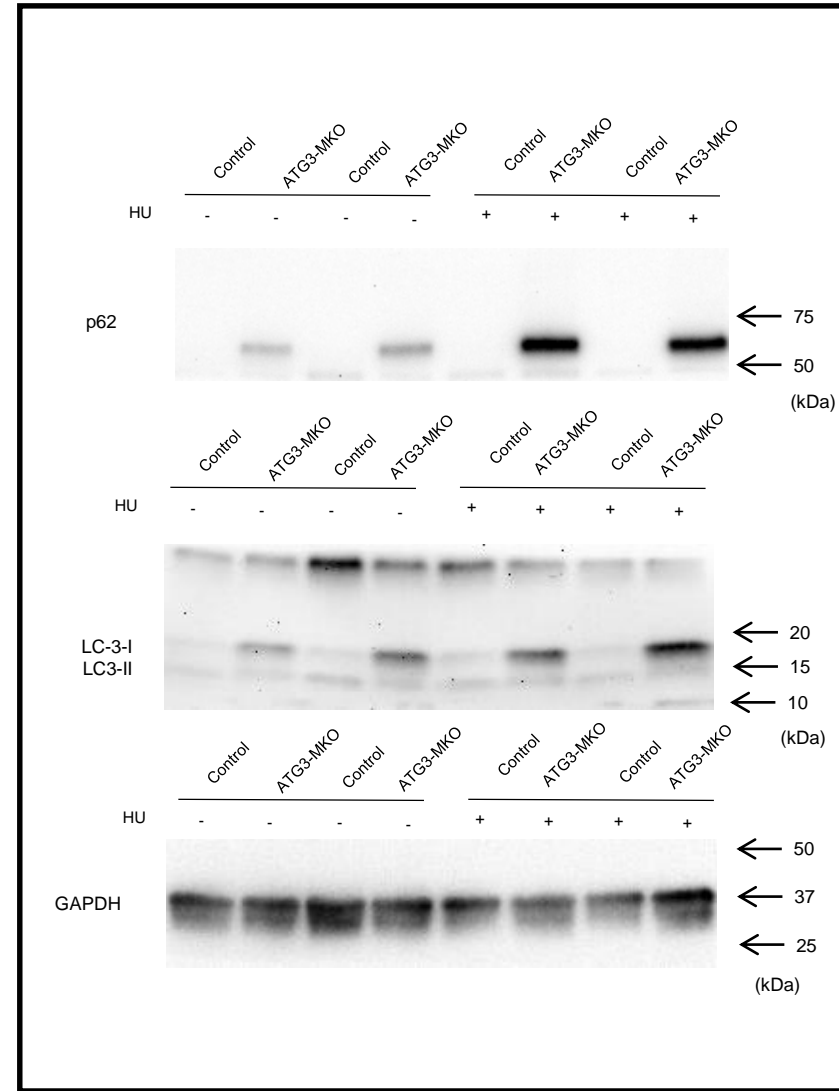 Control ATG3-MKO Control ATG3-MKO Control ATG3-MKO Control ATG3-MKO
HU - - - - + + + +
p62
75
50
(kDa)
Control ATG3-MKO Control ATG3-MKO Control ATG3-MKO Control ATG3-MKO
HU - - - - + + + +
LC-3-I
LC3-II
20
15
10
(kDa)
Control ATG3-MKO Control ATG3-MKO Control ATG3-MKO Control ATG3-MKO
HU - - - - + + + +
GAPDH
50
37
25
(kDa)